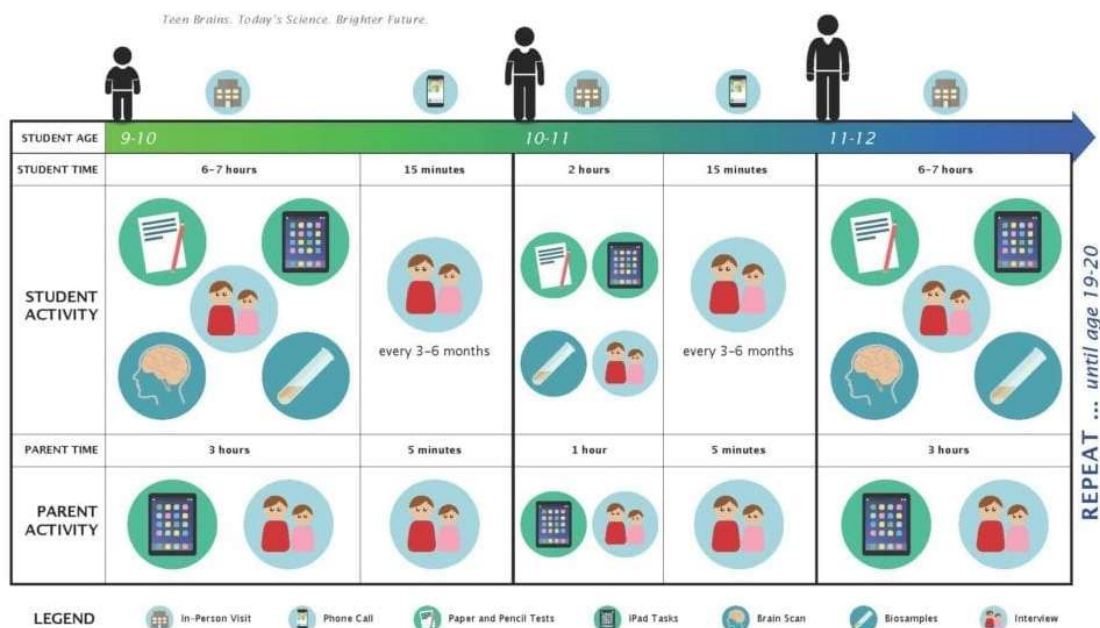 Teen Brains. Today's Science. Brighter Future.
STUDENT AGE 9-10 10-11 11-12
STUDENT TIME 6-7 hours 15 minutes 2 hours 15 minutes 6-7 hours
STUDENT
ACTIVITY
every 3-6 months every 3-6 months
PARENT TIME 3 hours 5 minutes 1 hour 5 minutes 3 hours
PARENT
ACTIVITY
REPEAT ... until age 19-20
LEGEND In-Person Visit Phone Call Paper and Pencil Tests iPad Tasks Brain Scan Biosamples Interview